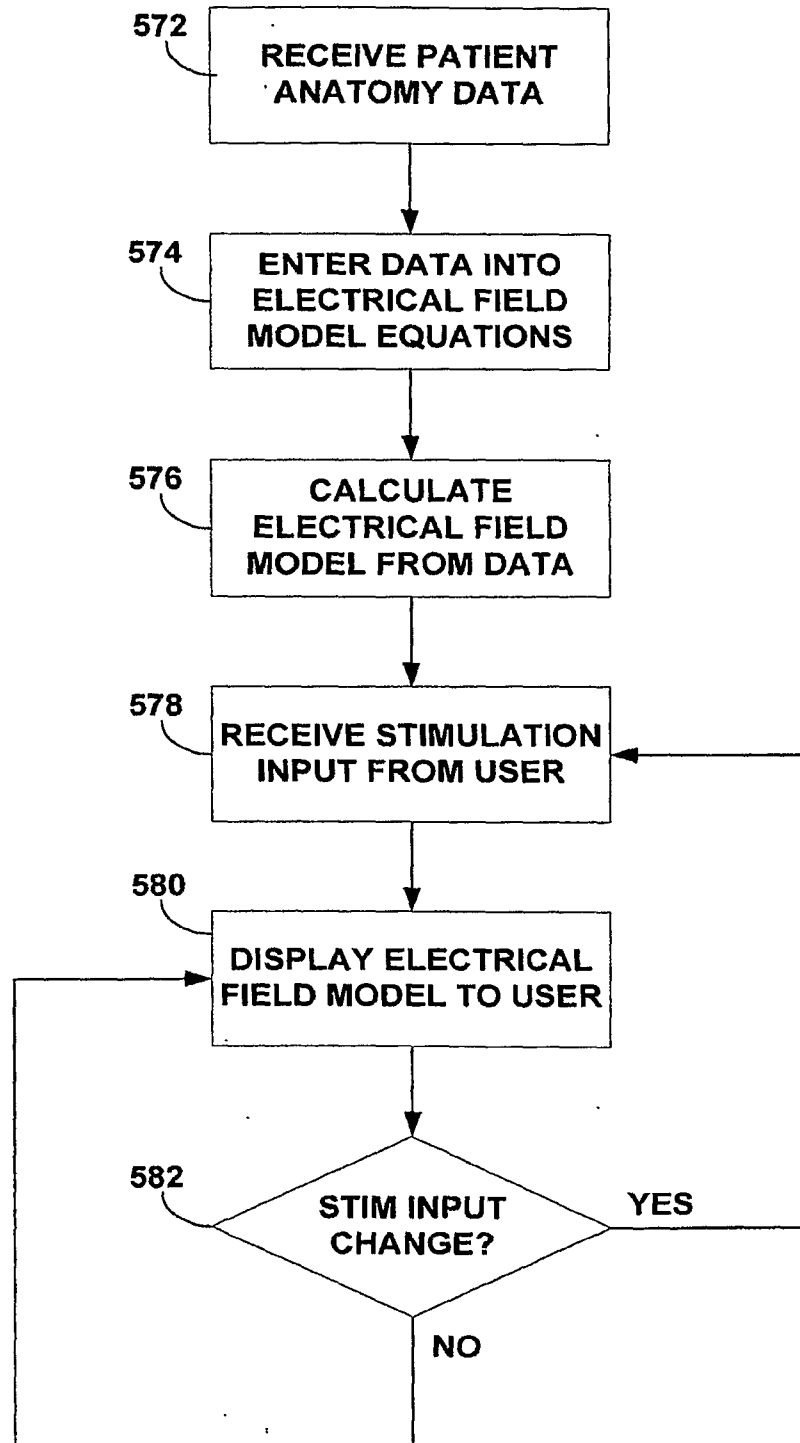 572
RECEIVE PATIENT
ANATOMY DATA
574
ENTER DATA INTO
ELECTRICAL FIELD
MODEL EQUATIONS
576
CALCULATE
ELECTRICAL FIELD
MODEL FROM DATA
578
RECEIVE STIMULATION
INPUT FROM USER
580
DISPLAY ELECTRICAL
FIELD MODEL TO USER
582
STIM INPUT
CHANGE?
YES
NO